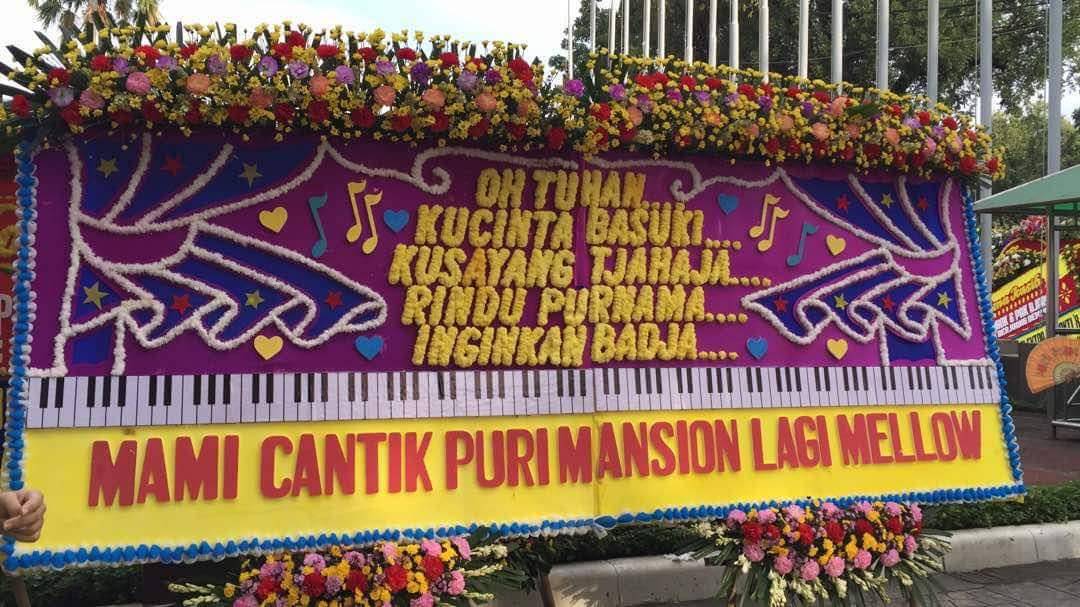 OH TUHAN
KUCINTA BASUKI....
KUSAYANG TJAHAJA....
RINDU PURNAMA....
INGINKAN BADJA....
MAMI CANTIK PURI MANSION LAGI MELLOW